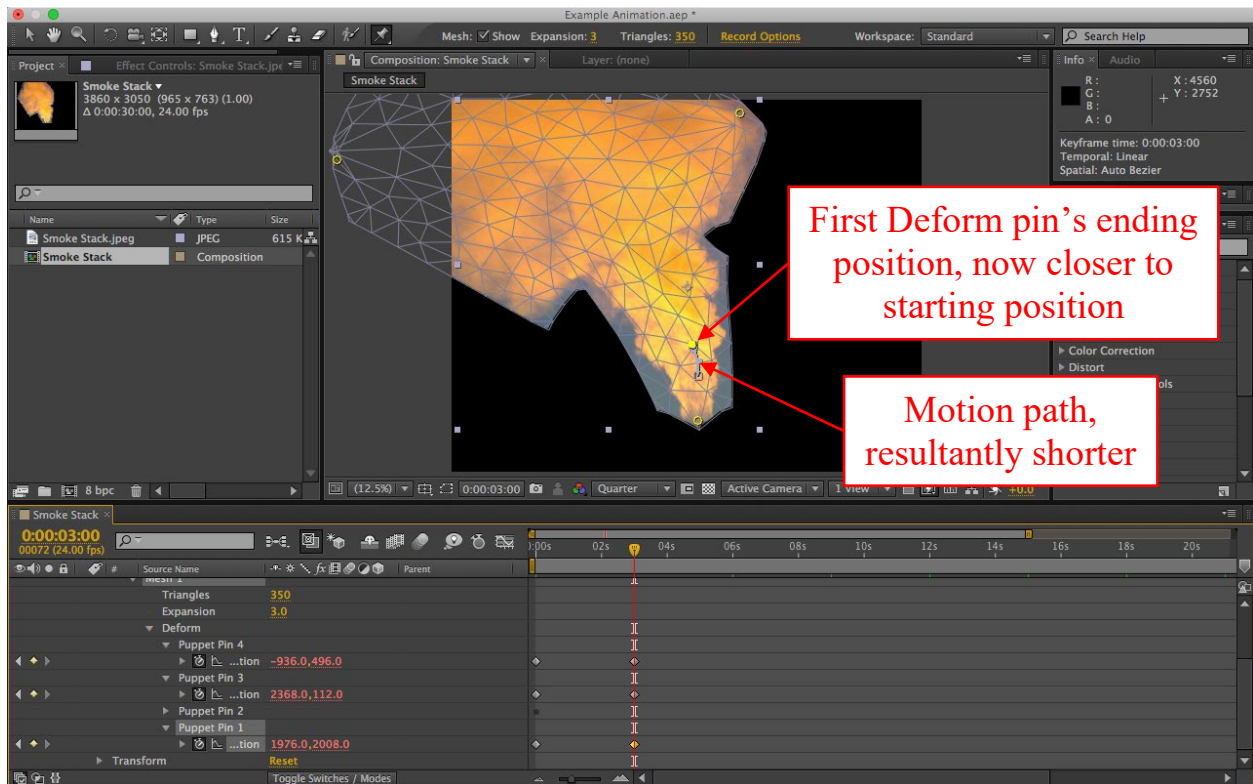 Example Animation.aep *
Mesh: Show Expansion: 3 Triangles: 350 Record Options Workspace: Standard Search Help
Project × Effect Controls: Smoke Stack.jpe
Smoke Stack
3860 x 3050 (965 x 763) (1.00)
Δ 0:00:30:00, 24.00 fps
Name Type Size
Smoke Stack.jpeg JPEG 615 K
Smoke Stack Composition
8 bpc
Composition: Smoke Stack × Layer: (none)
Smoke Stack
First Deform pin's ending
position, now closer to
starting position
Motion path,
resultantly shorter
(12.5%) 0:00:03:00 Quarter Active Camera 1 View +0.0
Info × Audio
R : X : 4560
G : + Y : 2752
B :
A : 0
Keyframe time: 0:00:03:00
Temporal: Linear
Spatial: Auto Bezier
Color Correction
Distort
ols
Smoke Stack ×
0:00:03:00
00072 (24.00 fps)
02s 04s 06s 08s 10s 12s 14s 16s 18s 20s
# Source Name fx Parent
Mesh 1
Triangles 350
Expansion 3.0
Deform
Puppet Pin 4
...tion -936.0,496.0
Puppet Pin 3
...tion 2368.0,112.0
Puppet Pin 2
Puppet Pin 1
...tion 1976.0,2008.0
Transform Reset
Toggle Switches / Modes